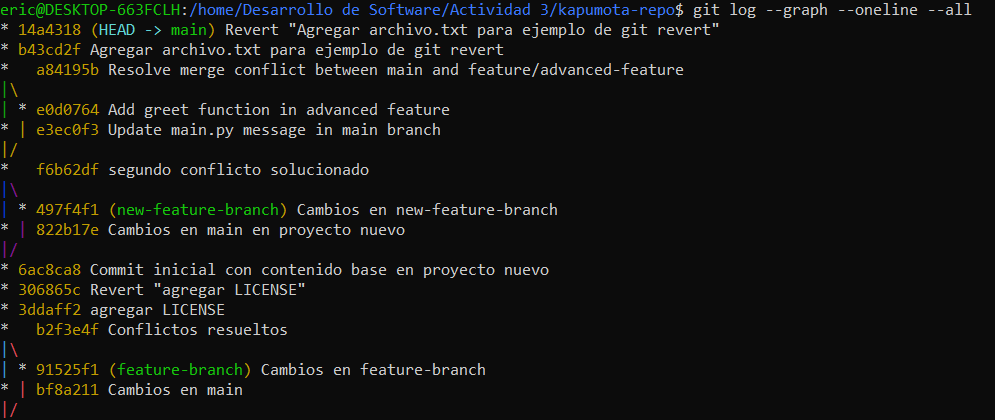 eric@DESKTOP-663FCLH:/home/Desarrollo de Software/Actividad 3/kapumota-repo$ git log --graph --oneline --all
* 14a4318 (HEAD -> main) Revert "Agregar archivo.txt para ejemplo de git revert"
* b43cd2f Agregar archivo.txt para ejemplo de git revert
*   a84195b Resolve merge conflict between main and feature/advanced-feature
|\
| * e0d0764 Add greet function in advanced feature
* | e3ec0f3 Update main.py message in main branch
|/
*   f6b62df segundo conflicto solucionado
|\
| * 497f4f1 (new-feature-branch) Cambios en new-feature-branch
* | 822b17e Cambios en main en proyecto nuevo
|/
* 6ac8ca8 Commit inicial con contenido base en proyecto nuevo
* 306865c Revert "agregar LICENSE"
* 3ddaff2 agregar LICENSE
*   b2f3e4f Conflictos resueltos
|\
| * 91525f1 (feature-branch) Cambios en feature-branch
* | bf8a211 Cambios en main
|/